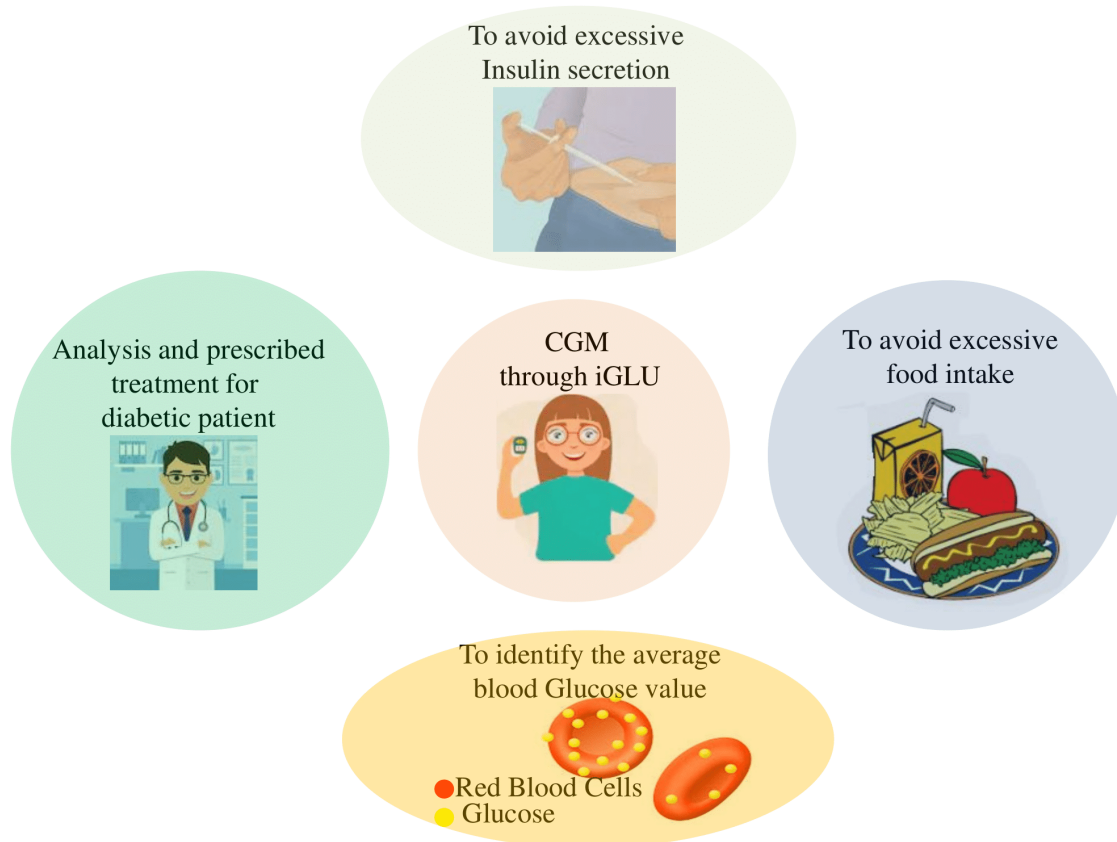 To avoid excessive
Insulin secretion
Analysis and prescribed
treatment for
diabetic patient
CGM
through iGLU
To avoid excessive
food intake
To identify the average
blood Glucose value
Red Blood Cells
Glucose